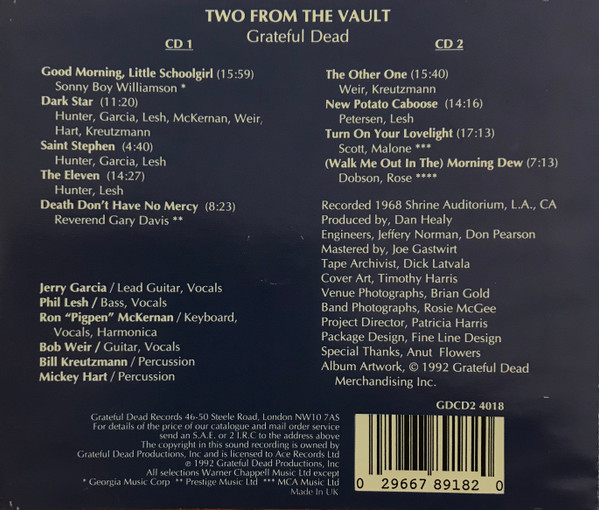 TWO FROM THE VAULT
Grateful Dead
CD 1
Good Morning, Little Schoolgirl (15:59)
Sonny Boy Williamson *
Dark Star (11:20)
Hunter, Garcia, Lesh, McKernan, Weir,
Hart, Kreutzmann
Saint Stephen (4:40)
Hunter, Garcia, Lesh
The Eleven (14:27)
Hunter, Lesh
Death Don't Have No Mercy (8:23)
Reverend Gary Davis **
Jerry Garcia / Lead Guitar, Vocals
Phil Lesh / Bass, Vocals
Ron "Pigpen" McKernan / Keyboard,
Vocals, Harmonica
Bob Weir / Guitar, Vocals
Bill Kreutzmann / Percussion
Mickey Hart / Percussion
CD 2
The Other One (15:40)
Weir, Kreutzmann
New Potato Caboose (14:16)
Petersen, Lesh
Turn On Your Lovelight (17:13)
Scott, Malone ***
(Walk Me Out In The) Morning Dew (7:13)
Dobson, Rose ****
Recorded 1968 Shrine Auditorium, L.A., CA
Produced by, Dan Healy
Engineers, Jeffery Norman, Don Pearson
Mastered by, Joe Gastwirt
Tape Archivist, Dick Latvala
Cover Art, Timothy Harris
Venue Photographs, Brian Gold
Band Photographs, Rosie McGee
Project Director, Patricia Harris
Package Design, Fine Line Design
Special Thanks, Anut Flowers
Album Artwork, © 1992 Grateful Dead
Merchandising Inc.
GDCD2 4018
Grateful Dead Records 46-50 Steele Road, London NW10 7AS
For details of the price of our catalogue and mail order service
send an S.A.E. or 2 I.R.C to the address above
The copyright in this sound recording is owned by
Grateful Dead Productions, Inc and is licensed to Ace Records Ltd
℗ 1992 Grateful Dead Productions, Inc
All selections Warner Chappell Music Ltd except
* Georgia Music Corp ** Prestige Music Ltd *** MCA Music Ltd
Made in UK
0 29667 89182 0